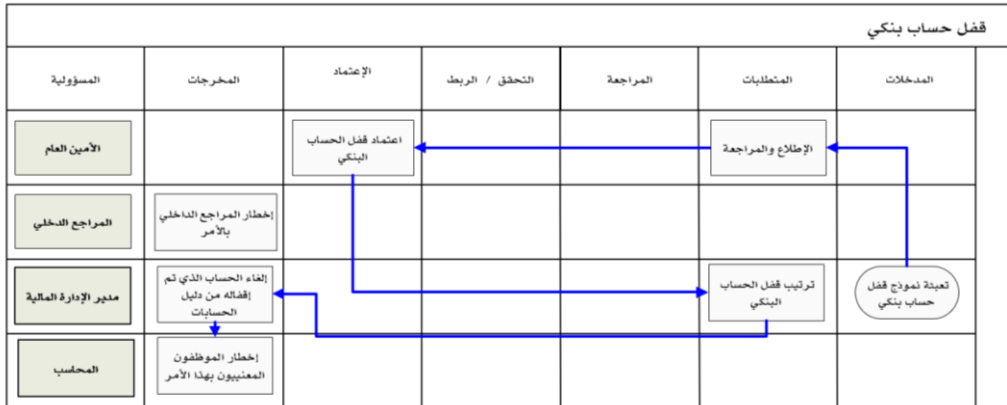 قفل حساب بنكي
المدخلات
المتطلبات
المراجعة
التحقق / الربط
الإعتماد
المخرجات
المسؤولية
الإطلاع والمراجعة
اعتماد قفل الحساب
البنكي
الأمين العام
إخطار المراجع الداخلي
بالأمر
المراجع الدخلي
تعبئة نموذج قفل
حساب بنكي
ترتيب قفل الحساب
البنكي
إلغاء الحساب الذي تم
إقفاله من دليل
الحسابات
مدير الإدارة المالية
إخطار الموظفون
المعنييون بهذا الأمر
المحاسب